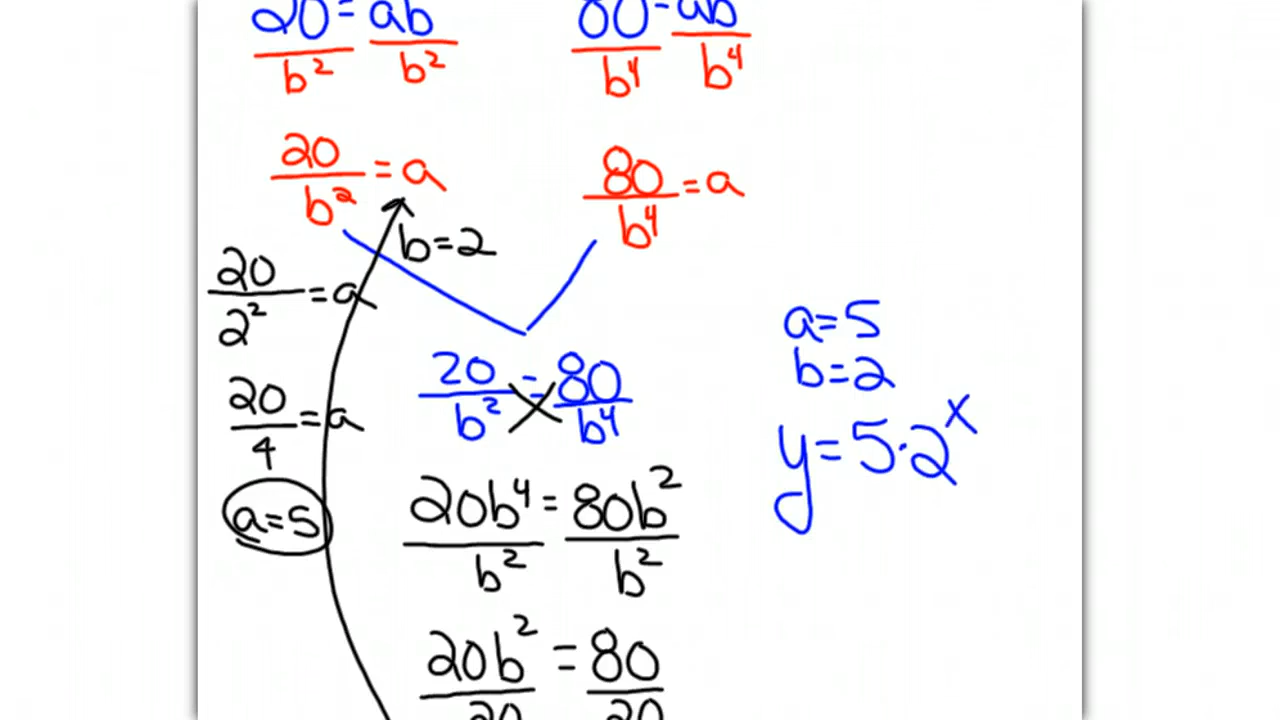 20 = ab
b² b²
80 = ab
b⁴ b⁴
20/b² = a
80/b⁴ = a
b=2
20/2² = a
20/4 = a
a=5
20/b² = 80/b⁴
20b⁴ = 80b²
b² b²
20b² = 80
20 20
a=5
b=2
y=5·2ˣ